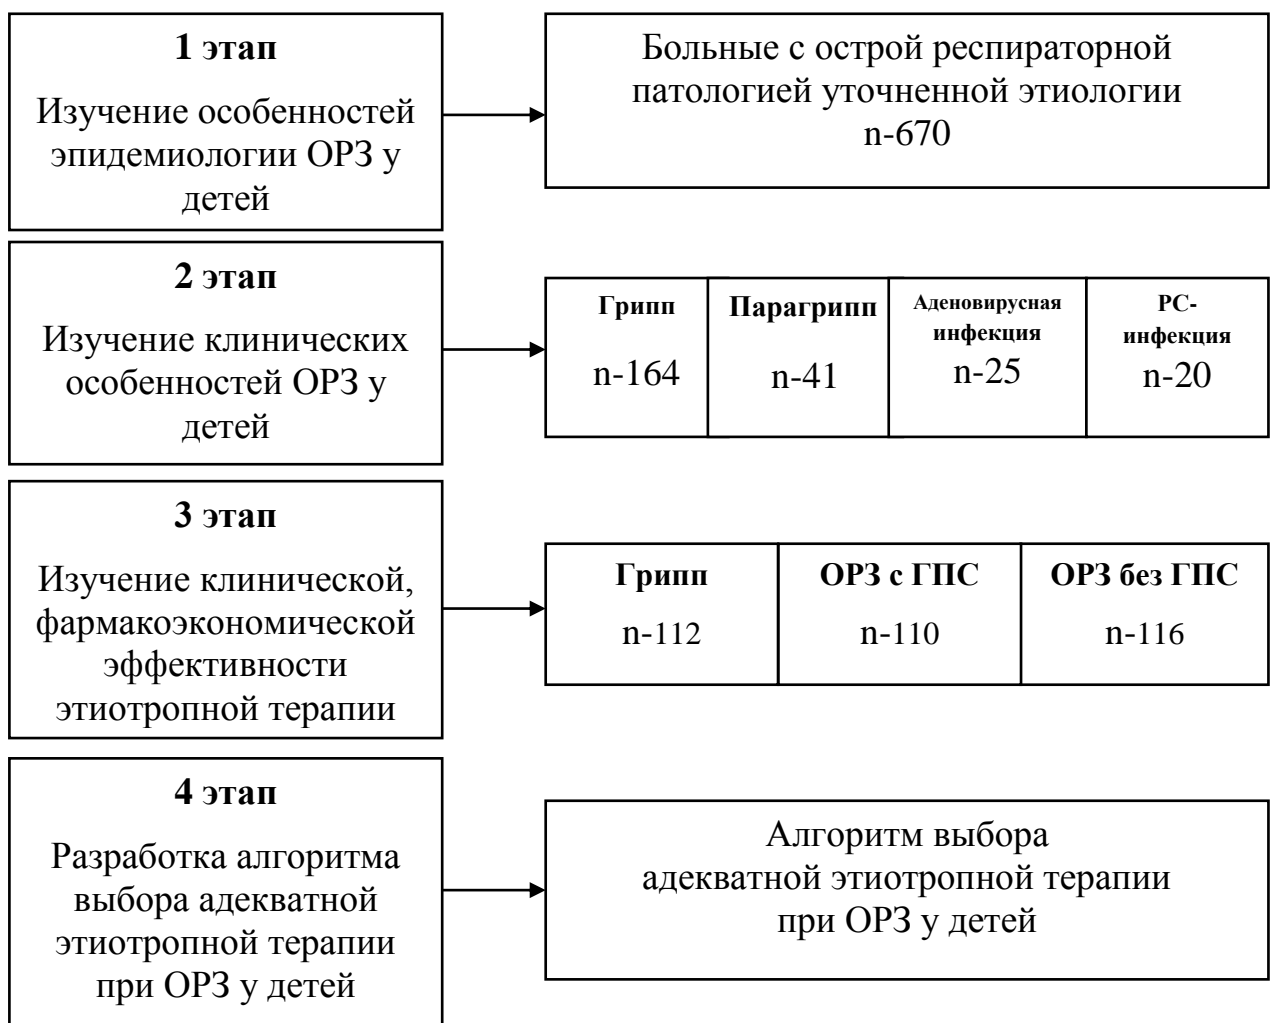 1 этап
Изучение особенностей
эпидемиологии ОРЗ у
детей
Больные с острой респираторной
патологией уточненной этиологии
n-670
2 этап
Изучение клинических
особенностей ОРЗ у
детей
Грипп
n-164
Парагрипп
n-41
Аденовирусная
инфекция
n-25
РС-
инфекция
n-20
3 этап
Изучение клинической,
фармакоэкономической
эффективности
этиотропной терапии
Грипп
n-112
ОРЗ с ГПС
n-110
ОРЗ без ГПС
n-116
4 этап
Разработка алгоритма
выбора адекватной
этиотропной терапии
при ОРЗ у детей
Алгоритм выбора
адекватной этиотропной терапии
при ОРЗ у детей